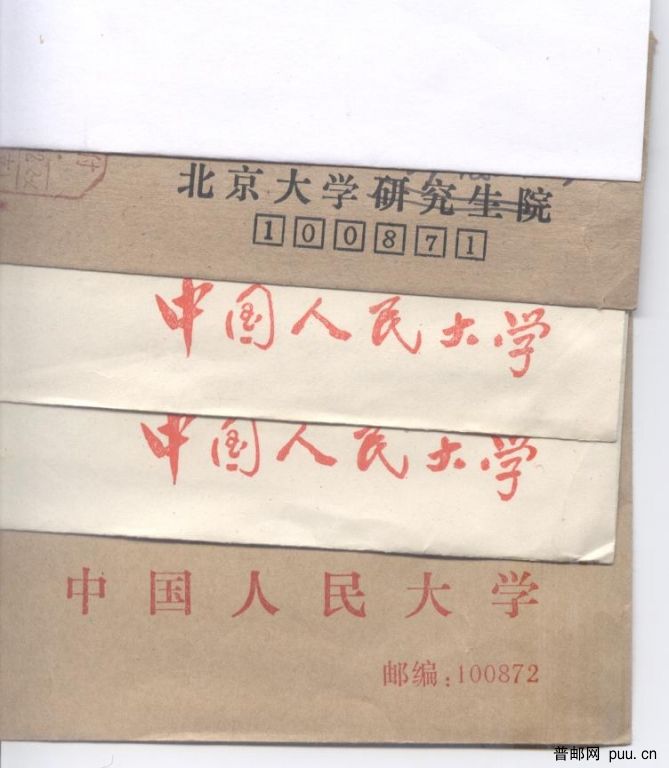 北京大学研究生院
100871
中国人民大学
中国人民大学
中国人民大学
邮编:100872
普邮网 puu.cn